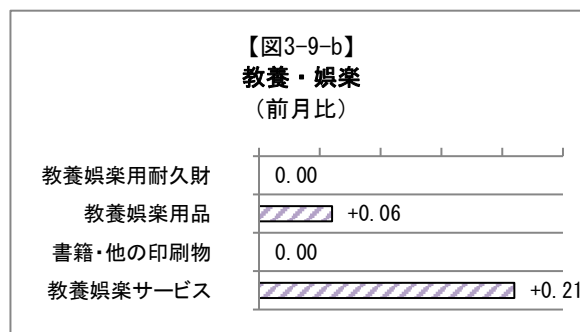 【図3-9-b】
教養・娯楽
（前月比）
教養娯楽用耐久財 0.00
教養娯楽用品 +0.06
書籍・他の印刷物 0.00
教養娯楽サービス +0.21